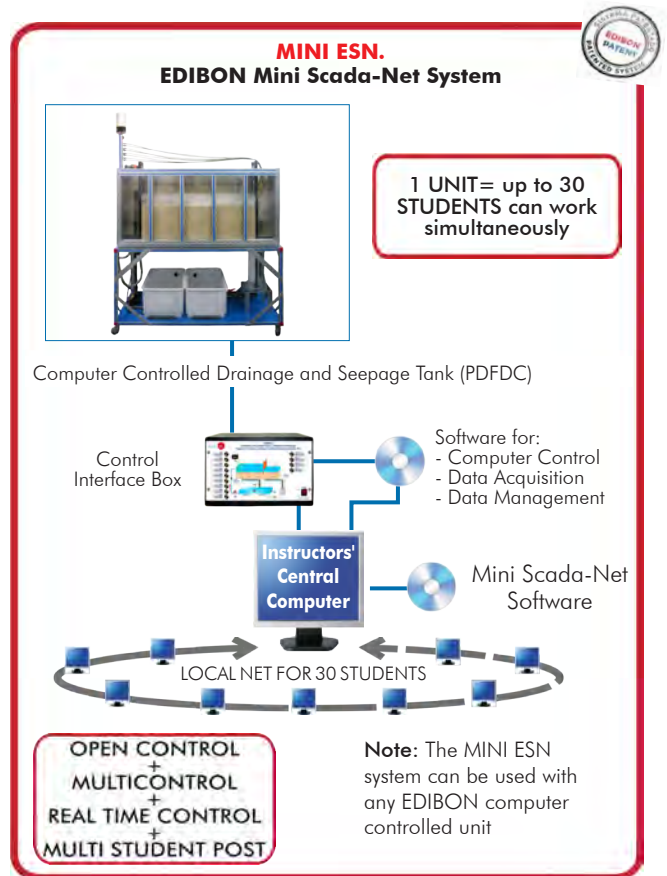 MINI ESN.
EDIBON Mini Scada-Net System
EDIBON
PATENT
PATENTED SYSTEM
1 UNIT= up to 30
STUDENTS can work
simultaneously
Computer Controlled Drainage and Seepage Tank (PDFDC)
Control
Interface Box
Software for:
- Computer Control
- Data Acquisition
- Data Management
Instructors'
Central
Computer
Mini Scada-Net
Software
LOCAL NET FOR 30 STUDENTS
OPEN CONTROL
+
MULTICONTROL
+
REAL TIME CONTROL
+
MULTI STUDENT POST
Note: The MINI ESN
system can be used with
any EDIBON computer
controlled unit